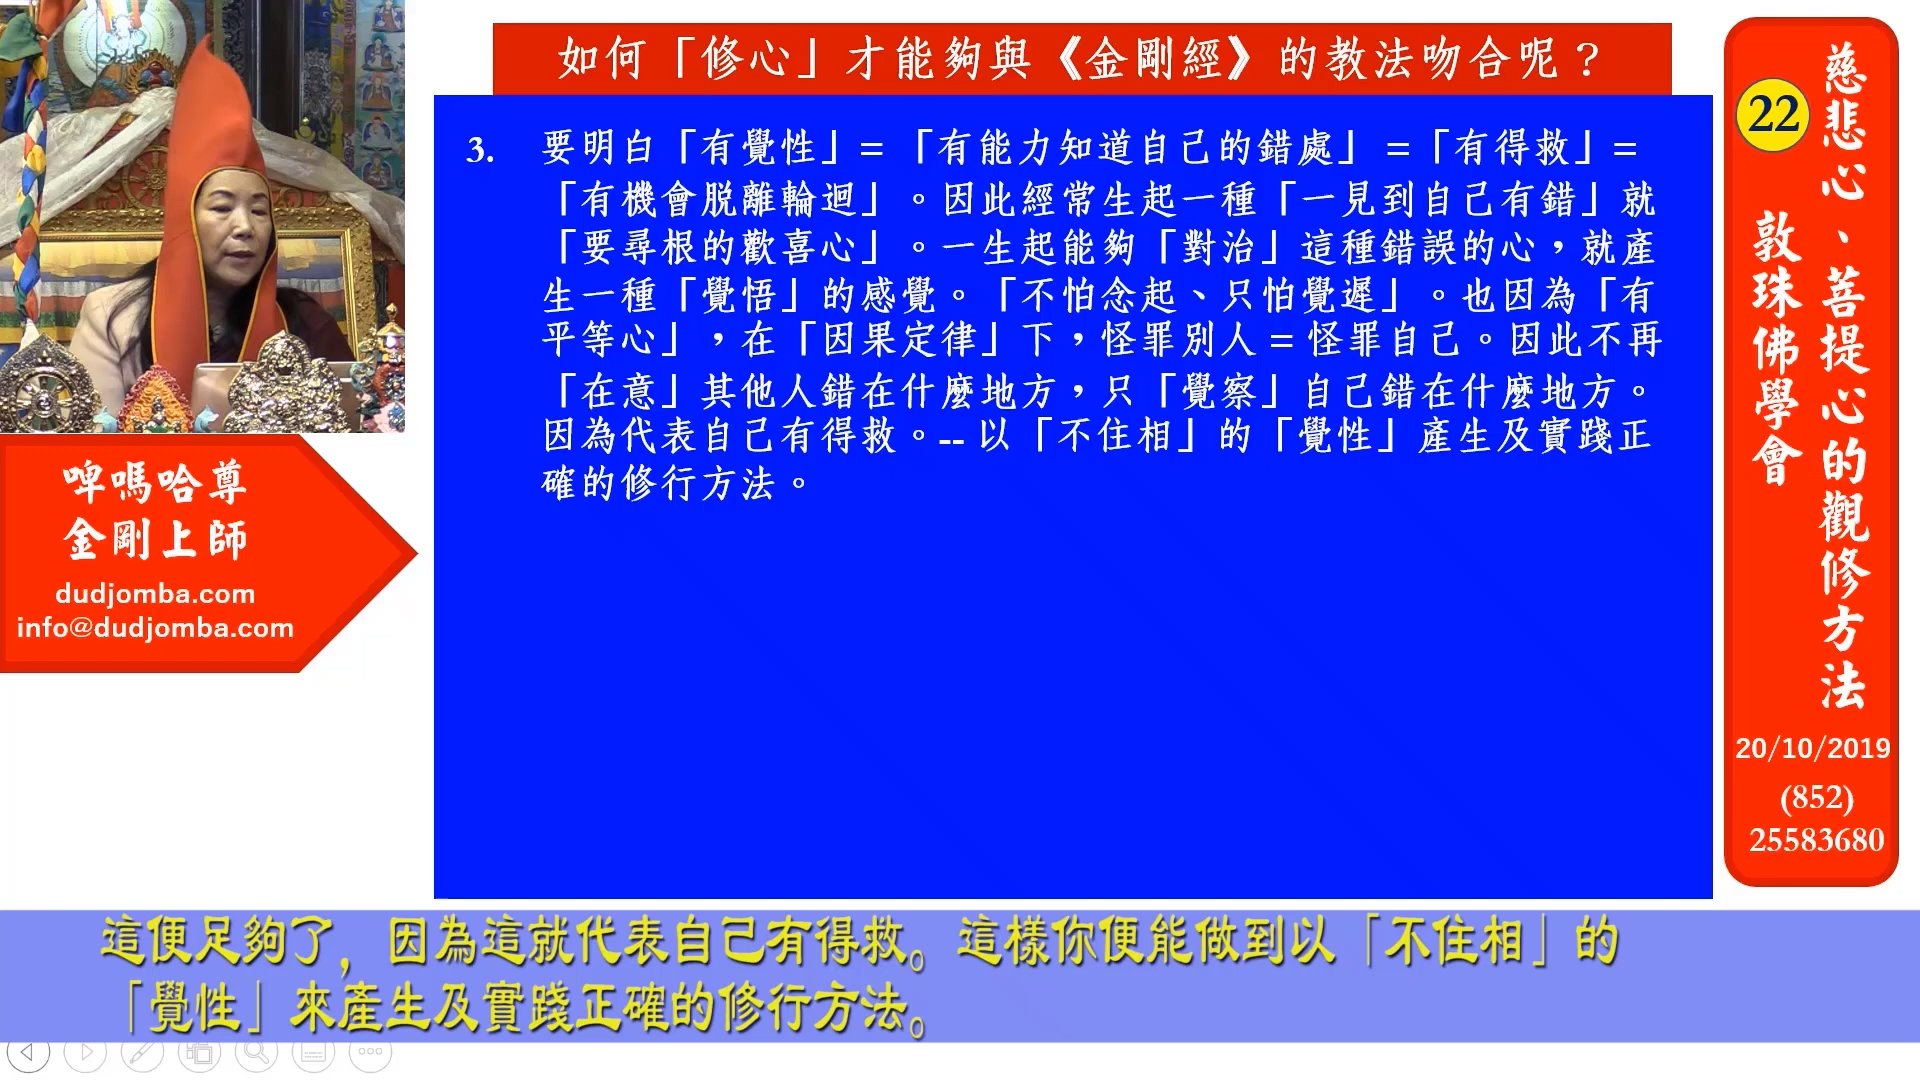 如何「修心」才能夠與《金剛經》的教法吻合呢？
3. 要明白「有覺性」=「有能力知道自己的錯處」=「有得救」=
「有機會脫離輪迴」。因此經常生起一種「一見到自己有錯」就
「要尋根的歡喜心」。一生起能夠「對治」這種錯誤的心，就產
生一種「覺悟」的感覺。「不怕念起、只怕覺遲」。也因為「有
平等心」，在「因果定律」下，怪罪別人 = 怪罪自己。因此不再
「在意」其他人錯在什麼地方，只「覺察」自己錯在什麼地方。
因為代表自己有得救。-- 以「不住相」的「覺性」產生及實踐正
確的修行方法。
啤嗎哈尊
金剛上師
dudjomba.com
info@dudjomba.com
慈悲心、菩提心的觀修方法
22
敦珠佛學會
20/10/2019
(852)
25583680
這便足夠了，因為這就代表自己有得救。這樣你便能做到以「不住相」的
「覺性」來產生及實踐正確的修行方法。